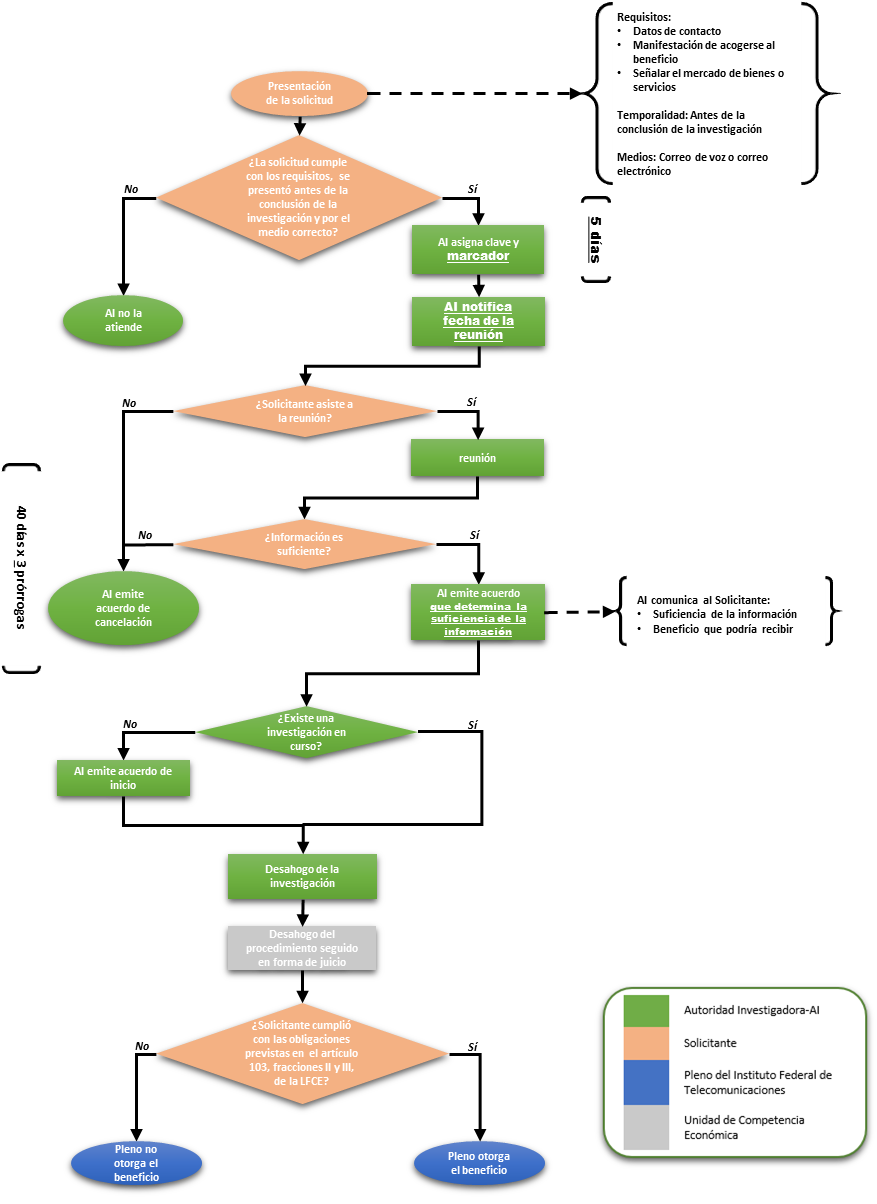 Requisitos:
• Datos de contacto
• Manifestación de acogerse al
beneficio
• Señalar el mercado de bienes o
servicios
Temporalidad: Antes de la
conclusión de la investigación
Medios: Correo de voz o correo
electrónico
Presentación
de la solicitud
¿La solicitud cumple
con los requisitos, se
presentó antes de la
conclusión de la
investigación y por el
medio correcto?
No
Sí
5 días
AI asigna clave y
marcador
AI no la
atiende
AI notifica
fecha de la
reunión
¿Solicitante asiste a
la reunión?
No
Sí
reunión
40 días x 3 prórrogas
¿Información es
suficiente?
No
Sí
AI emite
acuerdo de
cancelación
AI emite acuerdo
que determina la
suficiencia de la
información
AI comunica al Solicitante:
• Suficiencia de la información
• Beneficio que podría recibir
¿Existe una
investigación en
curso?
No
Sí
AI emite acuerdo de
inicio
Desahogo de la
investigación
Desahogo del
procedimiento seguido
en forma de juicio
¿Solicitante cumplió
con las obligaciones
previstas en el artículo
103, fracciones II y III,
de la LFCE?
No
Sí
Pleno no
otorga el
beneficio
Pleno otorga
el beneficio
Autoridad Investigadora-AI
Solicitante
Pleno del Instituto Federal de
Telecomunicaciones
Unidad de Competencia
Económica